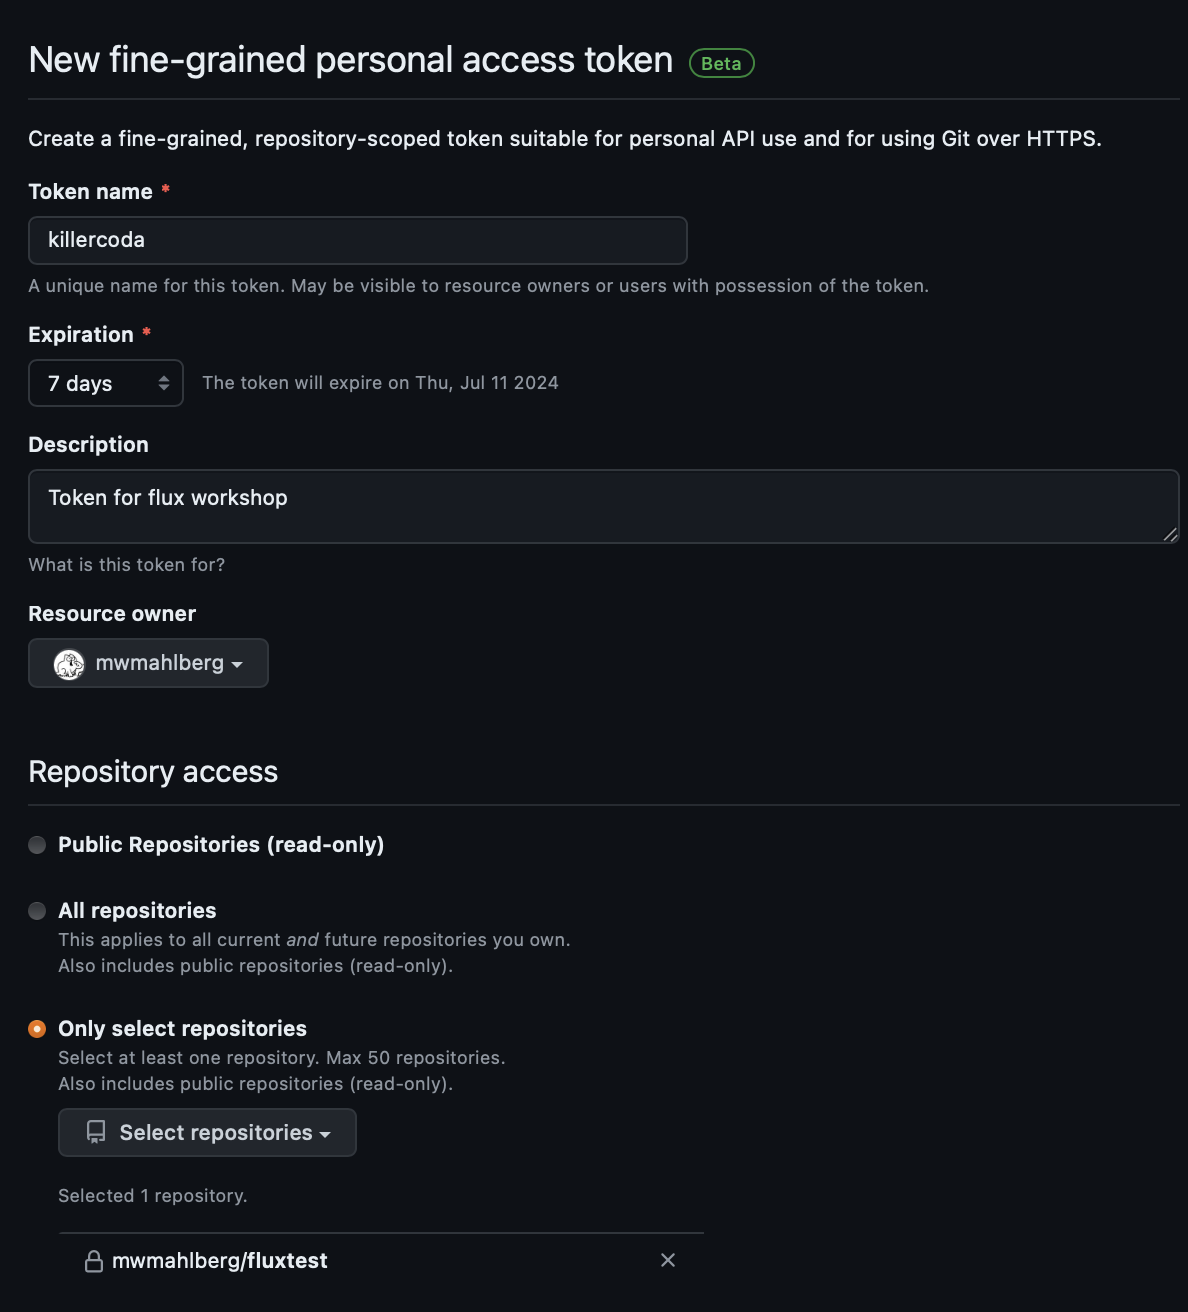 New fine-grained personal access token Beta
Create a fine-grained, repository-scoped token suitable for personal API use and for using Git over HTTPS.
Token name *
killercoda
A unique name for this token. May be visible to resource owners or users with possession of the token.
Expiration *
7 days The token will expire on Thu, Jul 11 2024
Description
Token for flux workshop
What is this token for?
Resource owner
mwmahlberg
Repository access
Public Repositories (read-only)
All repositories
This applies to all current and future repositories you own.
Also includes public repositories (read-only).
Only select repositories
Select at least one repository. Max 50 repositories.
Also includes public repositories (read-only).
Select repositories
Selected 1 repository.
mwmahlberg/fluxtest